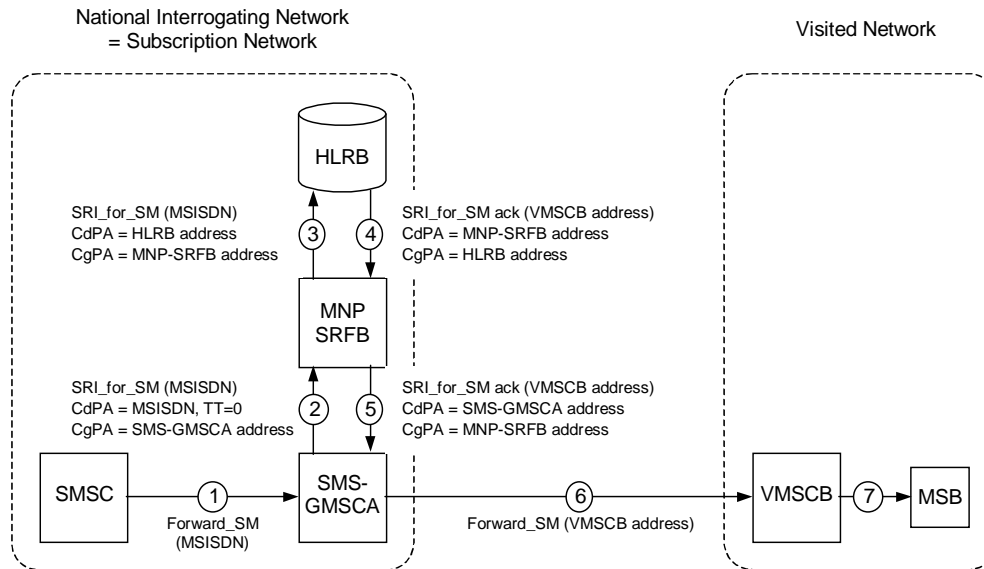 National Interrogating Network
= Subscription Network
Visited Network
HLRB
SRI_for_SM (MSISDN)
CdPA = HLRB address
CgPA = MNP-SRFB address
3
4
SRI_for_SM ack (VMSCB address)
CdPA = MNP-SRFB address
CgPA = HLRB address
MNP
SRFB
SRI_for_SM (MSISDN)
CdPA = MSISDN, TT=0
CgPA = SMS-GMSCA address
2
5
SRI_for_SM ack (VMSCB address)
CdPA = SMS-GMSCA address
CgPA = MNP-SRFB address
SMSC
1
Forward_SM
(MSISDN)
SMS-
GMSCA
6
Forward_SM (VMSCB address)
VMSCB
7
MSB